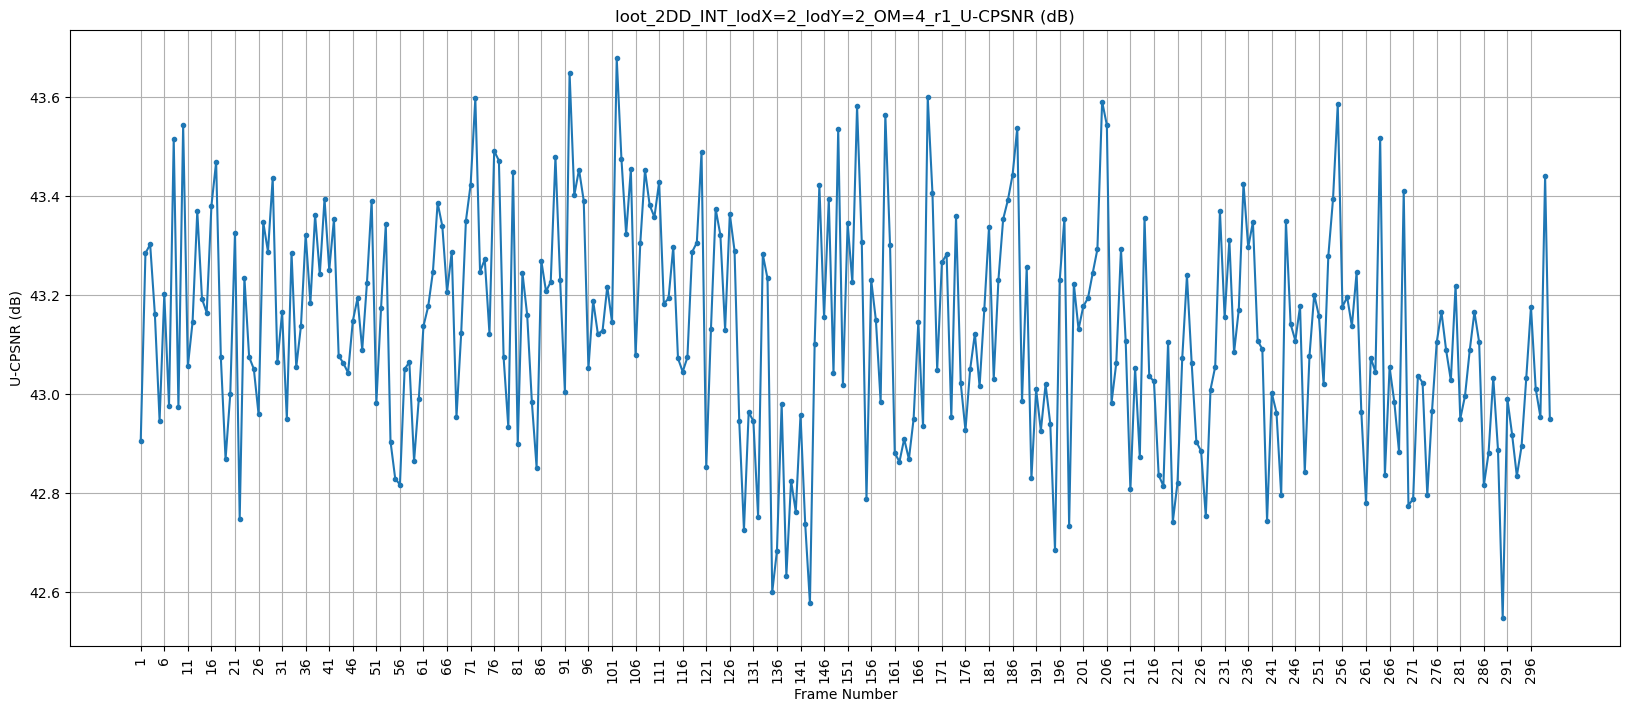 loot_2DD_INT_lodX=2_lodY=2_OM=4_r1_U-CPSNR (dB)
U-CPSNR (dB)
43.6
43.4
43.2
43.0
42.8
42.6
1 6 11 16 21 26 31 36 41 46 51 56 61 66 71 76 81 86 91 96 101 106 111 116 121 126 131 136 141 146 151 156 161 166 171 176 181 186 191 196 201 206 211 216 221 226 231 236 241 246 251 256 261 266 271 276 281 286 291 296
Frame Number